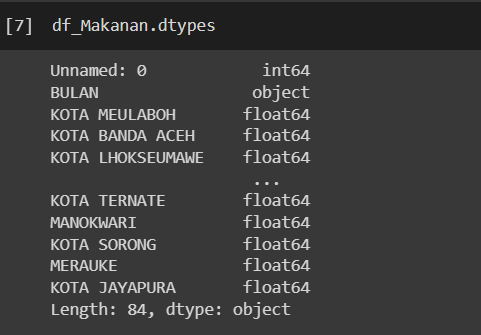 [7] df_Makanan.dtypes
Unnamed: 0 int64
BULAN object
KOTA MEULABOH float64
KOTA BANDA ACEH float64
KOTA LHOKSEUMAWE float64
...
KOTA TERNATE float64
MANOKWARI float64
KOTA SORONG float64
MERAUKE float64
KOTA JAYAPURA float64
Length: 84, dtype: object